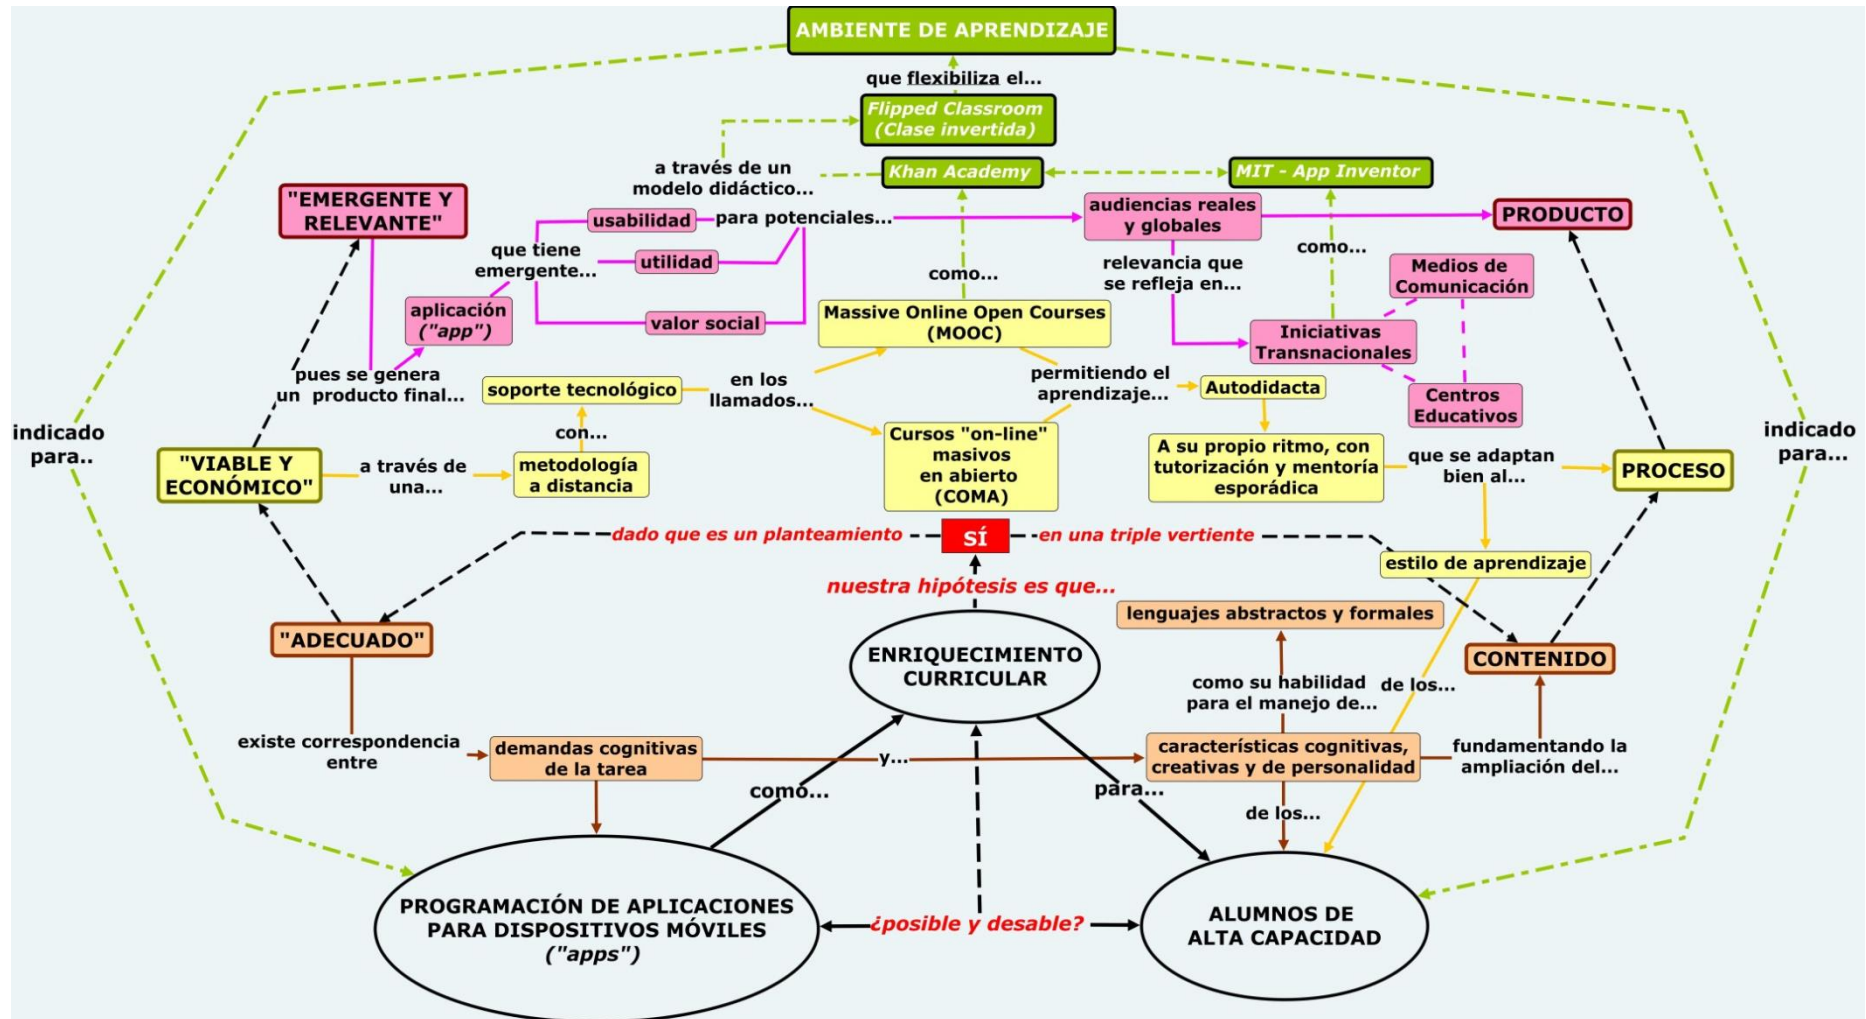 AMBIENTE DE APRENDIZAJE
que flexibiliza el...
Flipped Classroom
(Clase invertida)
a través de un
modelo didáctico...
Khan Academy
MIT - App Inventor
"EMERGENTE Y
RELEVANTE"
usabilidad
para potenciales...
audiencias reales
y globales
PRODUCTO
que tiene
emergente...
utilidad
como...
relevancia que
se refleja en...
como...
Medios de
Comunicación
aplicación
("app")
valor social
Massive Online Open Courses
(MOOC)
Iniciativas
Transnacionales
pues se genera
un producto final...
soporte tecnológico
en los
llamados...
permitiendo el
aprendizaje...
Autodidacta
Centros
Educativos
indicado
para..
con...
Cursos "on-line"
masivos
en abierto
(COMA)
A su propio ritmo, con
tutorización y mentoría
esporádica
que se adaptan
bien al...
indicado
para...
"VIABLE Y
ECONÓMICO"
a través de
una...
metodología
a distancia
PROCESO
dado que es un planteamiento
SÍ
en una triple vertiente
estilo de aprendizaje
nuestra hipótesis es que...
lenguajes abstractos y formales
"ADECUADO"
ENRIQUECIMIENTO
CURRICULAR
CONTENIDO
como su habilidad
para el manejo de...
de los...
existe correspondencia
entre
demandas cognitivas
de la tarea
y...
características cognitivas,
creativas y de personalidad
fundamentando la
ampliación del...
como...
para...
de los...
PROGRAMACIÓN DE APLICACIONES
PARA DISPOSITIVOS MÓVILES
("apps")
¿posible y desable?
ALUMNOS DE
ALTA CAPACIDAD